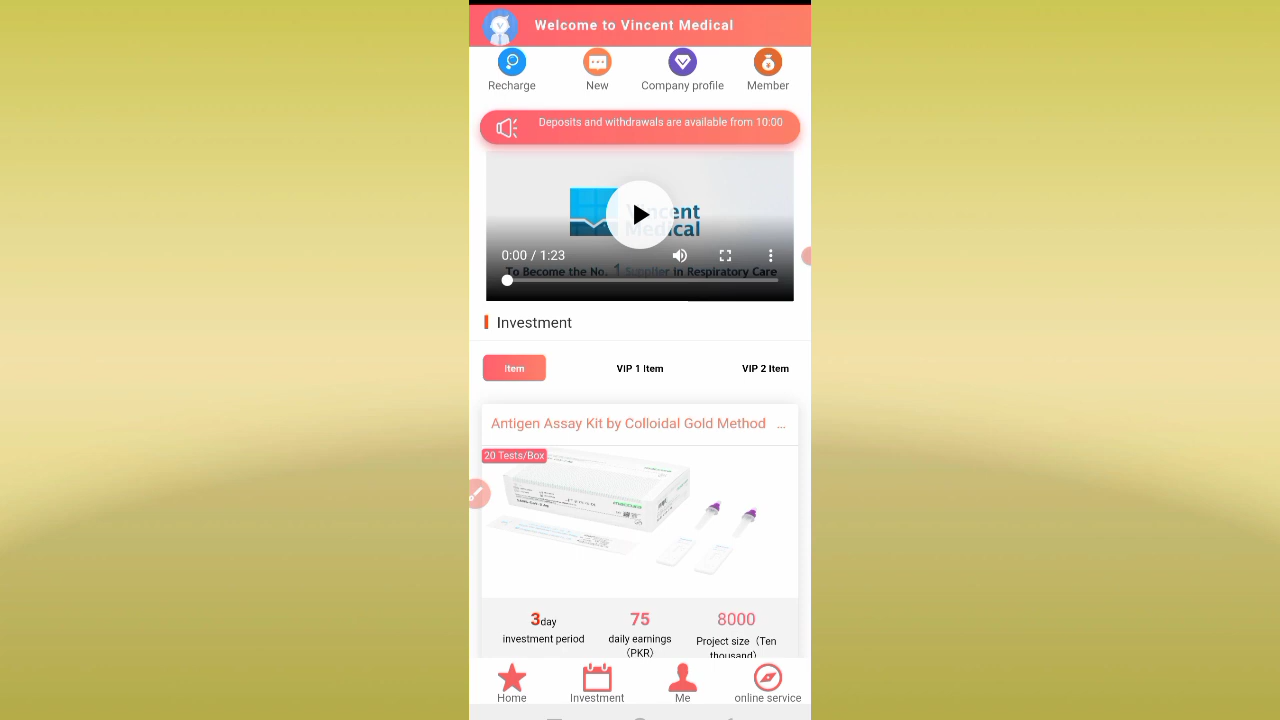 Welcome to Vincent Medical
Recharge
New
Company profile
Member
Deposits and withdrawals are available from 10:00
Medical
0:00 / 1:23
To Become the No. 1 Supplier in Respiratory Care
Investment
Item
VIP 1 Item
VIP 2 Item
Antigen Assay Kit by Colloidal Gold Method ...
20 Tests/Box
maccura
3day
75
8000
investment period
daily earnings
(PKR)
Project size（Ten
thousand）
Home
Investment
Me
online service